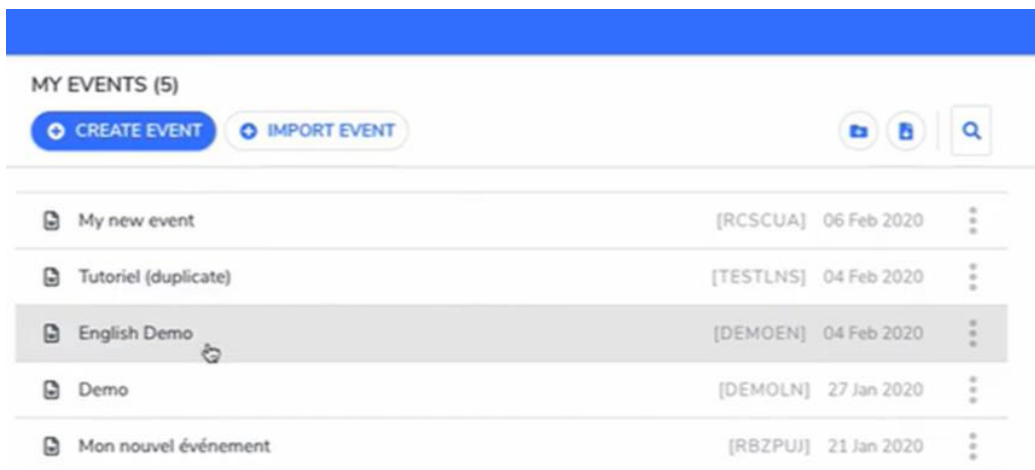 MY EVENTS (5)
CREATE EVENT IMPORT EVENT
My new event [RCSCUA] 06 Feb 2020
Tutoriel (duplicate) [TESTLNS] 04 Feb 2020
English Demo [DEMOEN] 04 Feb 2020
Demo [DEMOLN] 27 Jan 2020
Mon nouvel événement [RBZPUJ] 21 Jan 2020